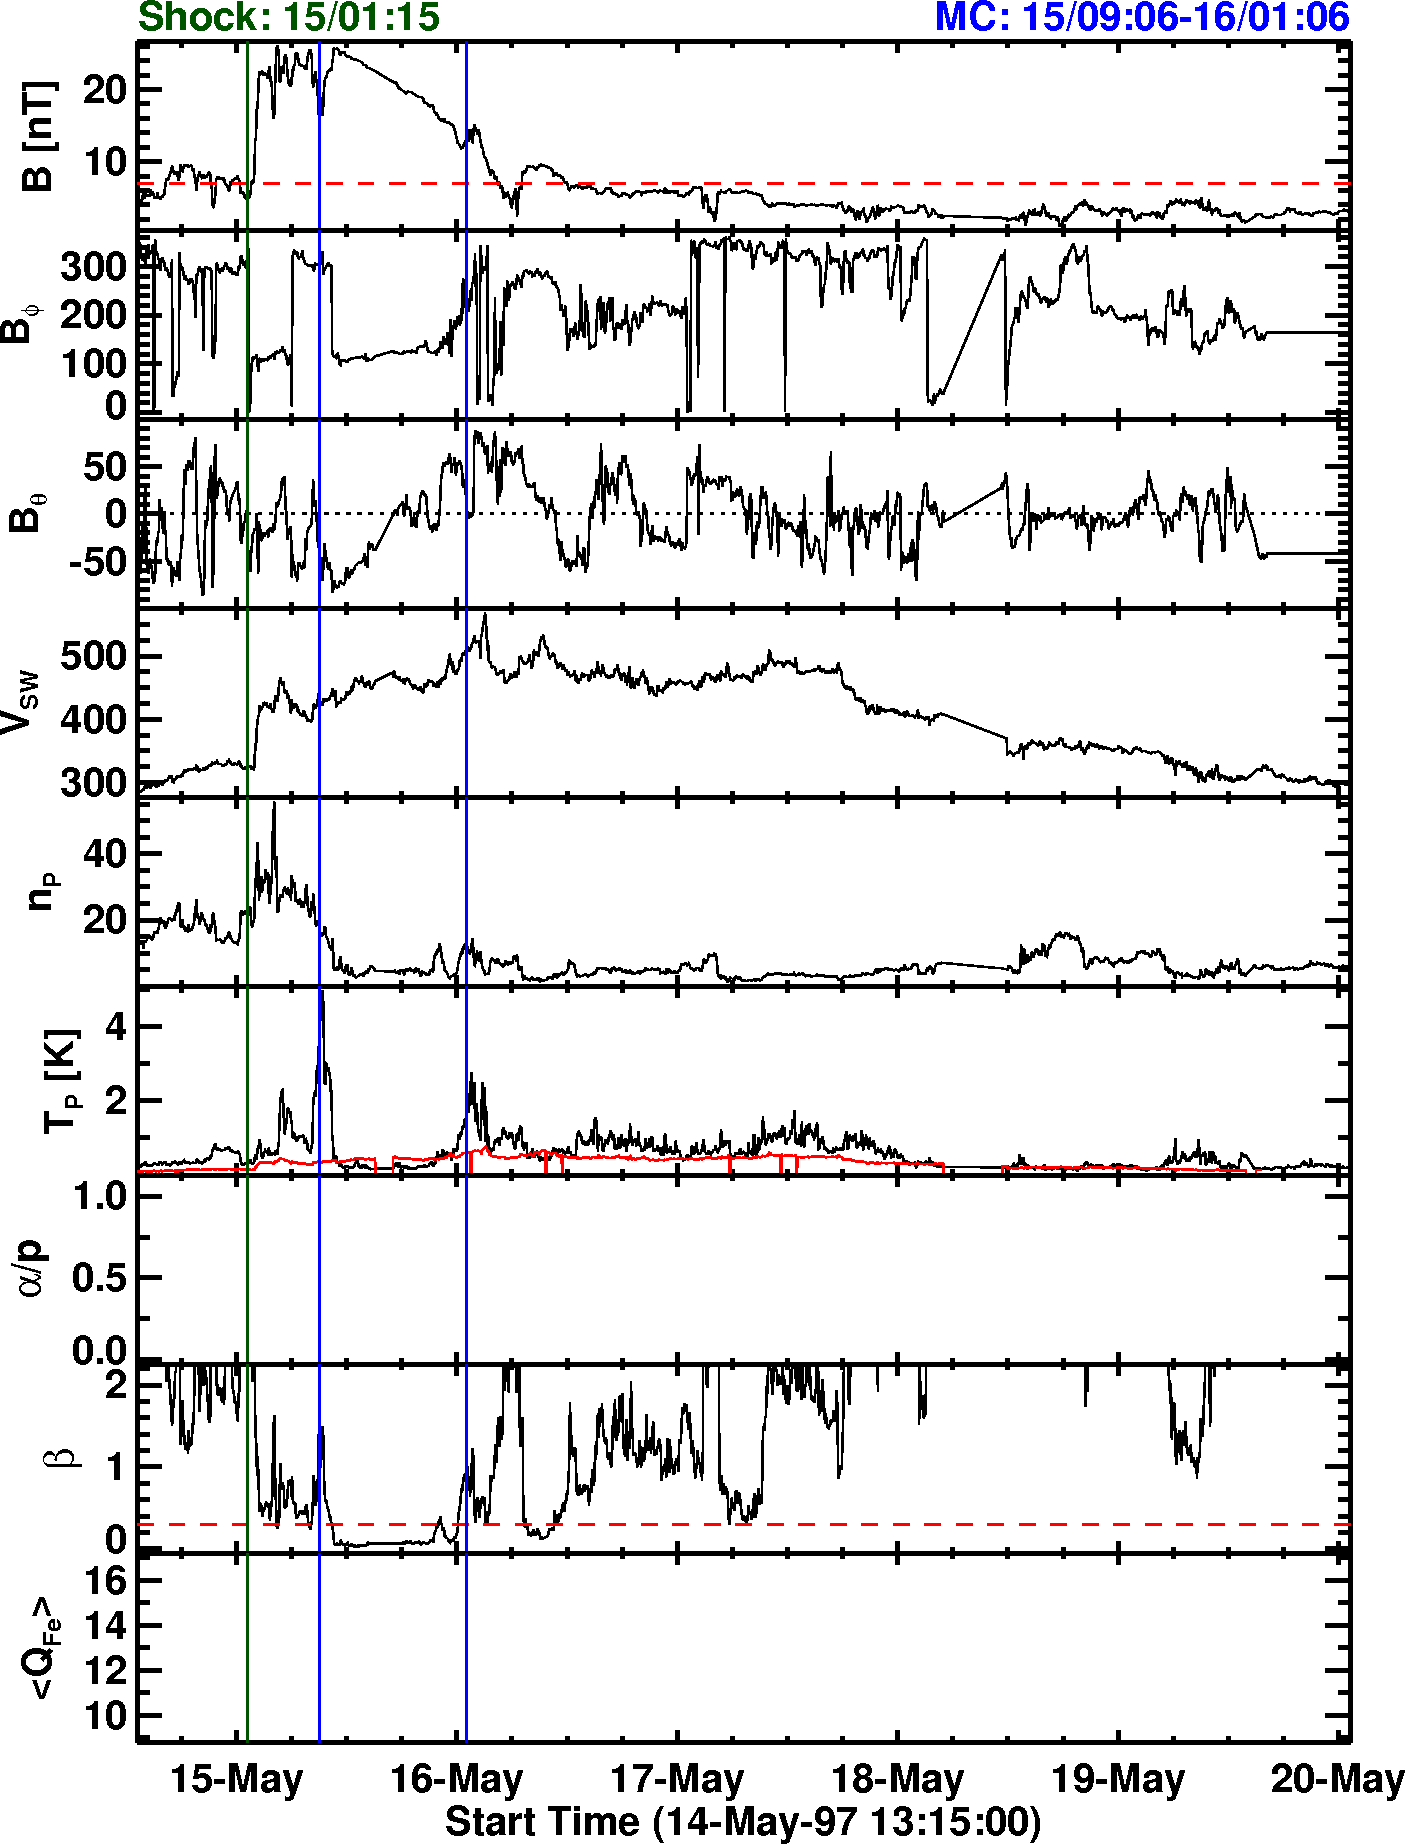 Shock: 15/01:15 MC: 15/09:06-16/01:06
B [nT]
20
10
Bϕ
300
200
100
0
Bθ
50
0
-50
VSW
500
400
300
nP
40
20
TP [K]
4
2
α/p
1.0
0.5
0.0
β
2
1
0
<QFe>
16
14
12
10
15-May 16-May 17-May 18-May 19-May 20-May
Start Time (14-May-97 13:15:00)